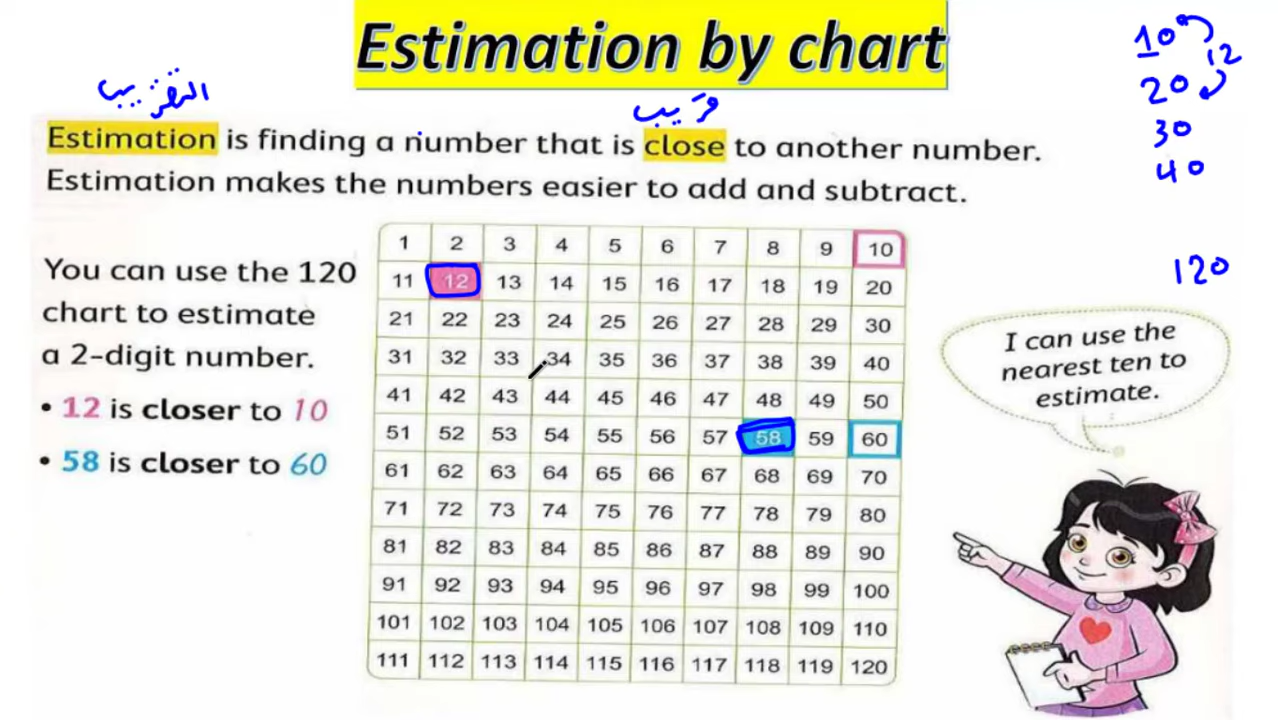 Estimation by chart
10
12
20
30
40
120
التقريب
قريب
Estimation is finding a number that is close to another number.
Estimation makes the numbers easier to add and subtract.
You can use the 120
chart to estimate
a 2-digit number.
• 12 is closer to 10
• 58 is closer to 60
1 2 3 4 5 6 7 8 9 10
11 12 13 14 15 16 17 18 19 20
21 22 23 24 25 26 27 28 29 30
31 32 33 34 35 36 37 38 39 40
41 42 43 44 45 46 47 48 49 50
51 52 53 54 55 56 57 58 59 60
61 62 63 64 65 66 67 68 69 70
71 72 73 74 75 76 77 78 79 80
81 82 83 84 85 86 87 88 89 90
91 92 93 94 95 96 97 98 99 100
101 102 103 104 105 106 107 108 109 110
111 112 113 114 115 116 117 118 119 120
I can use the
nearest ten to
estimate.